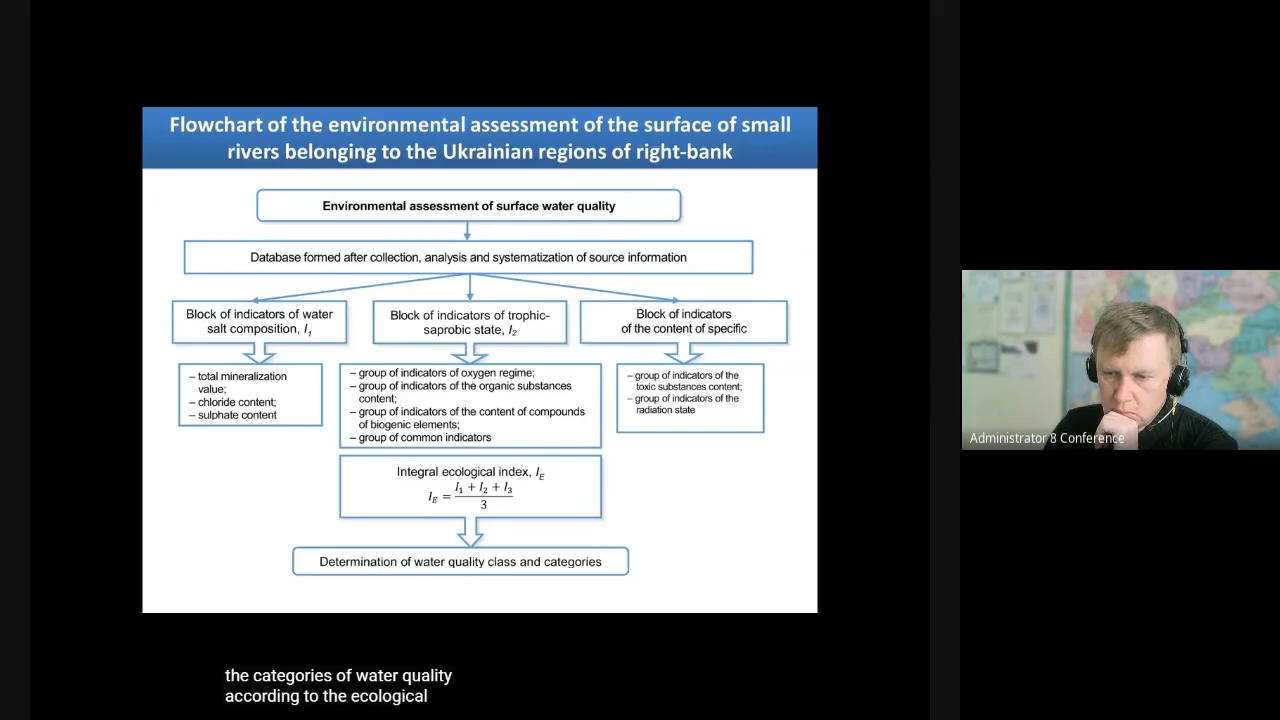 Flowchart of the environmental assessment of the surface of small
rivers belonging to the Ukrainian regions of right-bank
Environmental assessment of surface water quality
Database formed after collection, analysis and systematization of source information
Block of indicators of water
salt composition, I₁
Block of indicators of trophic-
saprobic state, I₂
Block of indicators
of the content of specific
– total mineralization
value;
– chloride content;
– sulphate content
– group of indicators of oxygen regime;
– group of indicators of the organic substances
content;
– group of indicators of the content of compounds
of biogenic elements;
– group of common indicators
– group of indicators of the
toxic substances content;
– group of indicators of the
radiation state
Integral ecological index, I_E
I_E = (I₁ + I₂ + I₃) / 3
Determination of water quality class and categories
Administrator 8 Conference
the categories of water quality
according to the ecological